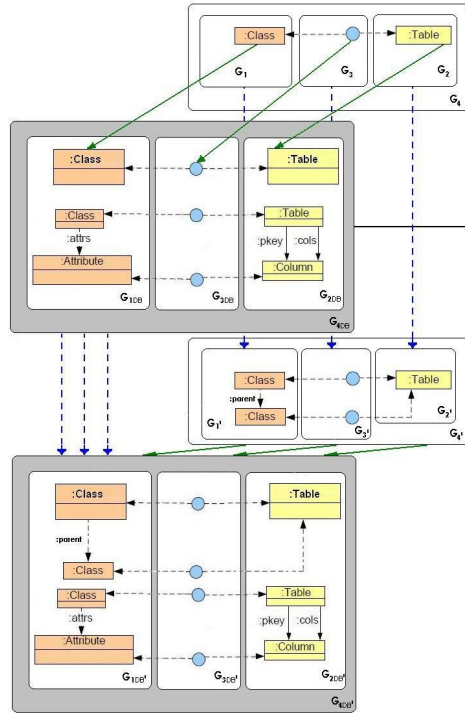 :Class :Table
G1 G3 G2
G4
:Class :Table
:Class :Table
:attrs :pkey :cols
:Attribute :Column
G1DB G3DB G2DB
G4DB
:Class :Table
:parent
:Class
G1' G3' G2'
G4'
:Class :Table
:parent
:Class
:Class :Table
:attrs :pkey :cols
:Attribute :Column
G1DB' G3DB' G2DB'
G4DB'